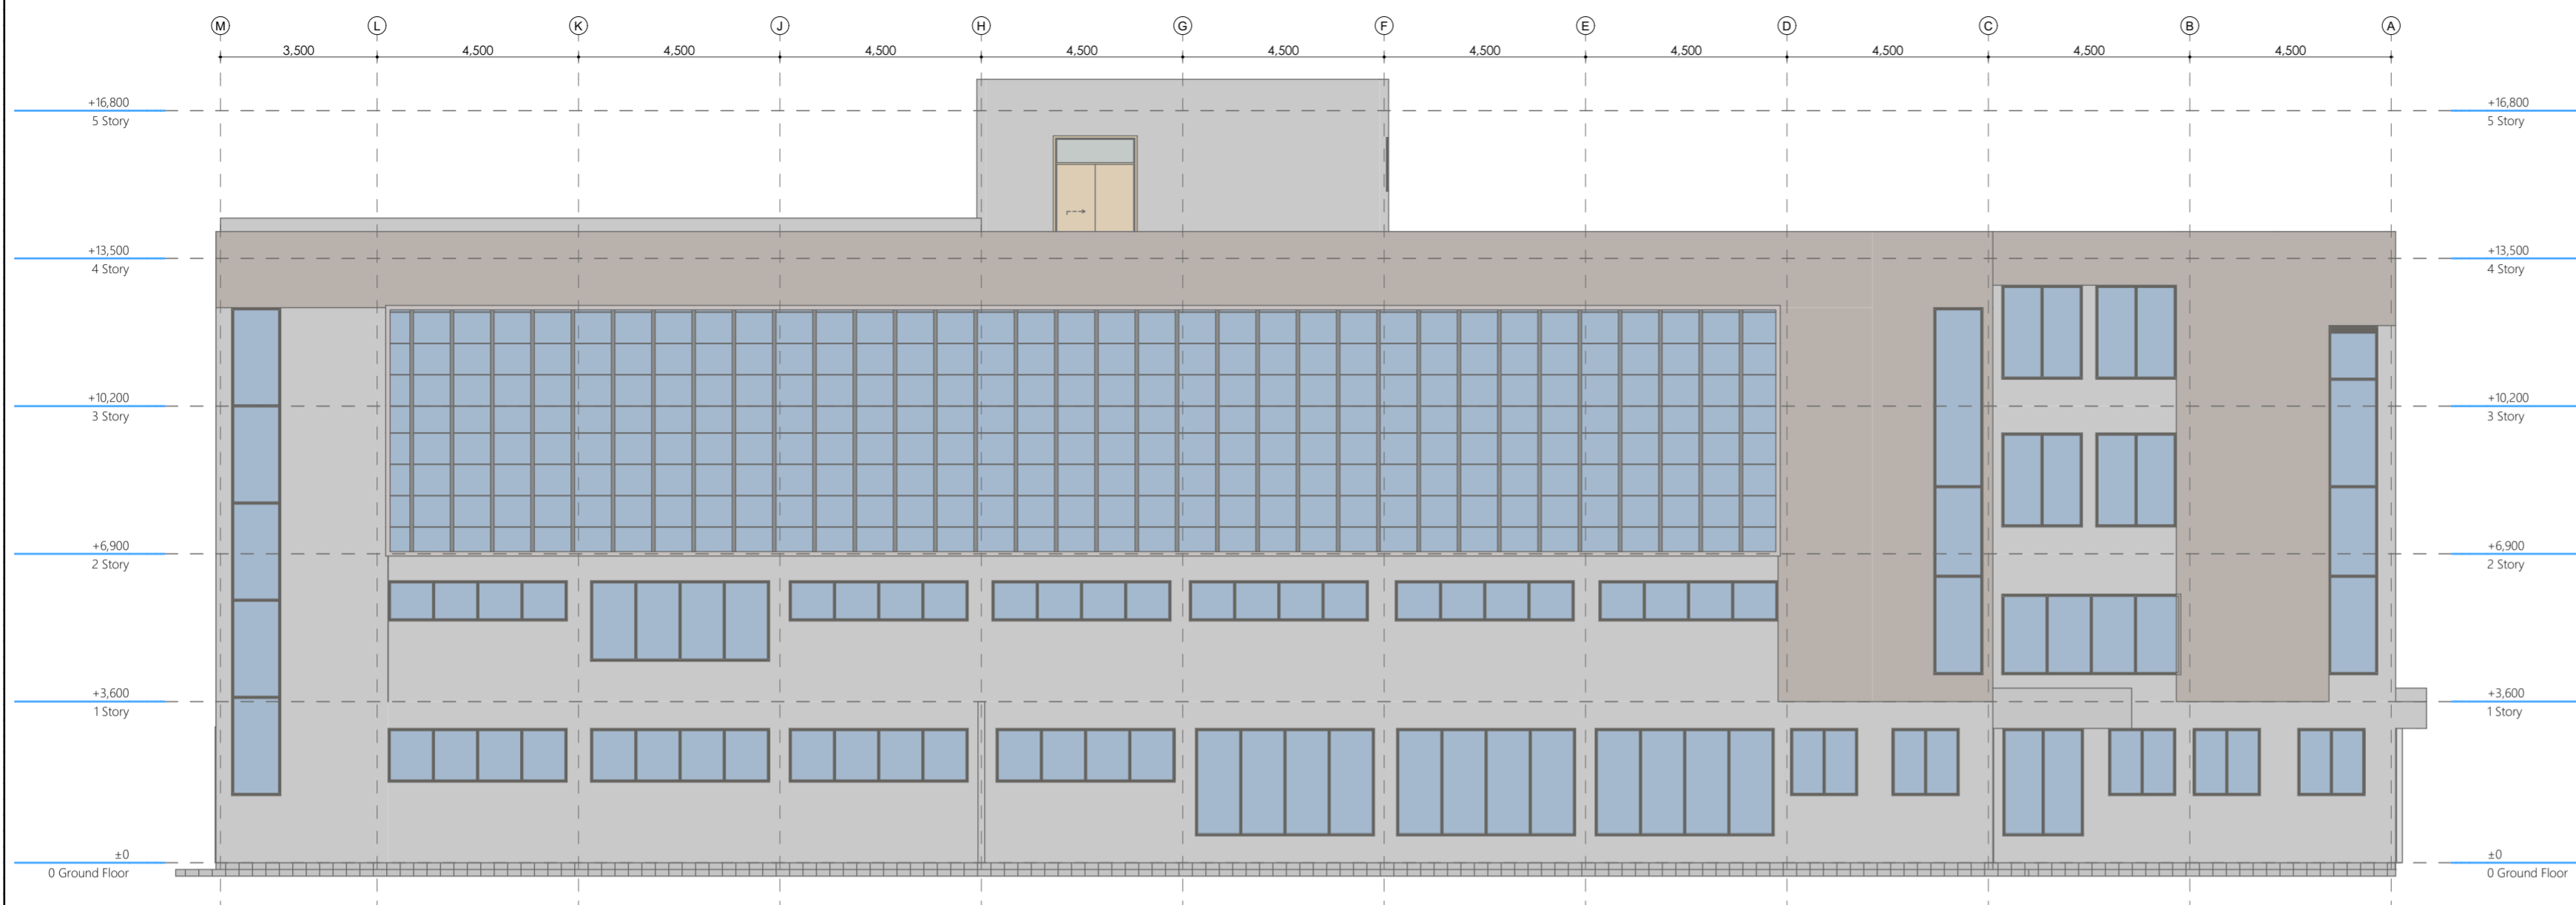 M L K J H G F E D C B A
3,500 4,500 4,500 4,500 4,500 4,500 4,500 4,500 4,500 4,500 4,500
+16,800 +16,800
5 Story 5 Story
+13,500 +13,500
4 Story 4 Story
+10,200 +10,200
3 Story 3 Story
+6,900 +6,900
2 Story 2 Story
+3,600 +3,600
1 Story 1 Story
±0 ±0
0 Ground Floor 0 Ground Floor